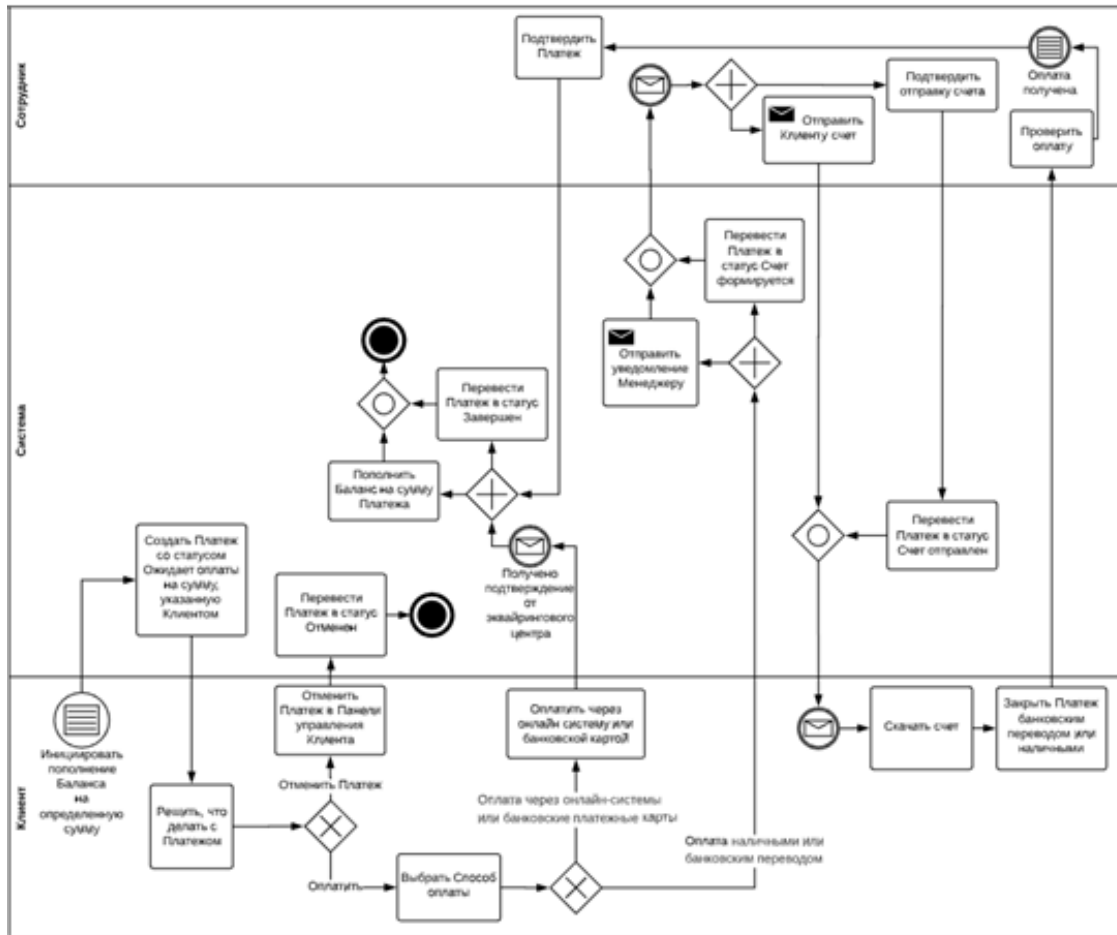 Сотрудник
Подтвердить
Платеж
Оплата
получена
Подтвердить
отправку счета
Отправить
Клиенту счет
Проверить
оплату
Система
Перевести
Платеж в
статус Счет
формируется
Отправить
уведомление
Менеджеру
Перевести
Платеж в статус
Завершен
Пополнить
Баланс на сумму
Платежа
Перевести
Платеж в статус
Счет отправлен
Создать Платеж
со статусом
Ожидает оплаты
на сумму,
указанную
Клиентом
Получено
подтверждение
от
эквайрингового
центра
Перевести
Платеж в статус
Отменен
Клиент
Инициировать
пополнение
Баланса
на
определенную
сумму
Отменить
Платеж в Панели
управления
Клиента
Оплатить через
онлайн систему или
банковской картой
Скачать счет
Закрыть Платеж
банковским
переводом или
наличными
Отменить Платеж
Решить, что
делать с
Платежом
Оплата через онлайн-системы
или банковские платежные карты
Оплата наличными или
банковским переводом
Оплатить
Выбрать Способ
оплаты